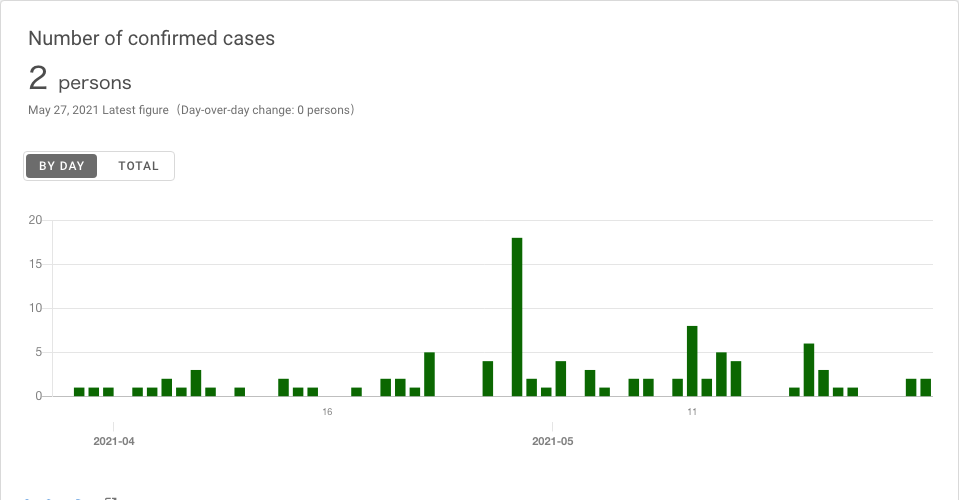 Number of confirmed cases
2 persons
May 27, 2021 Latest figure（Day-over-day change: 0 persons）
BY DAY TOTAL
20
15
10
5
0
16 11
2021-04 2021-05